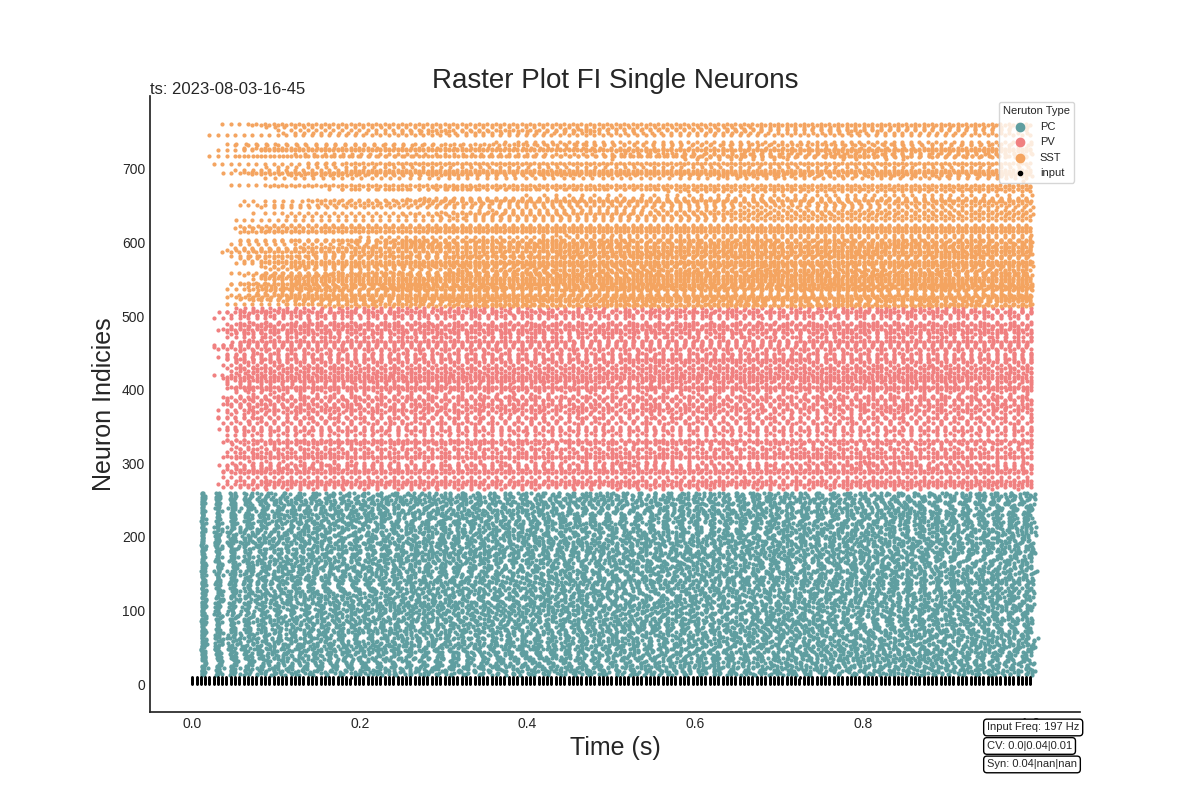 Raster Plot FI Single Neurons
ts: 2023-08-03-16-45
Neruton Type
PC
PV
SST
input
Neuron Indicies
700
600
500
400
300
200
100
0
0.0 0.2 0.4 0.6 0.8
Time (s)
Input Freq: 197 Hz
CV: 0.0|0.04|0.01
Syn: 0.04|nan|nan